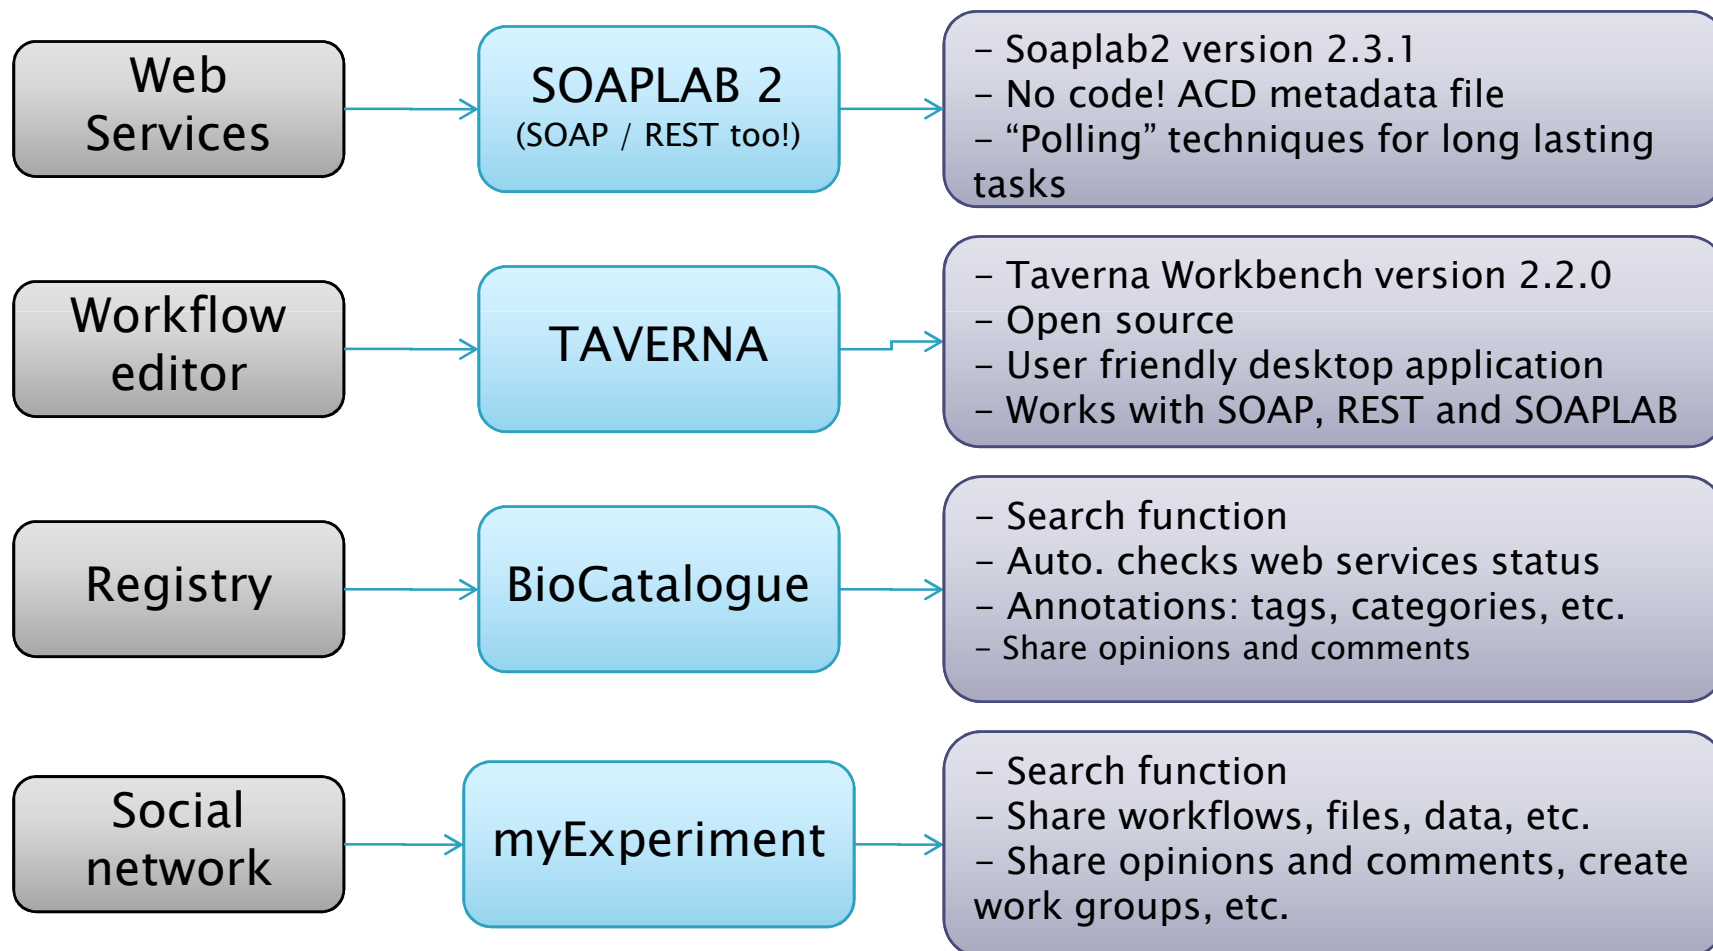 Web
Services
SOAPLAB 2
(SOAP / REST too!)
– Soaplab2 version 2.3.1
– No code! ACD metadata file
– “Polling” techniques for long lasting
tasks
Workflow
editor
TAVERNA
– Taverna Workbench version 2.2.0
– Open source
– User friendly desktop application
– Works with SOAP, REST and SOAPLAB
Registry
BioCatalogue
– Search function
– Auto. checks web services status
– Annotations: tags, categories, etc.
– Share opinions and comments
Social
network
myExperiment
– Search function
– Share workflows, files, data, etc.
– Share opinions and comments, create
work groups, etc.